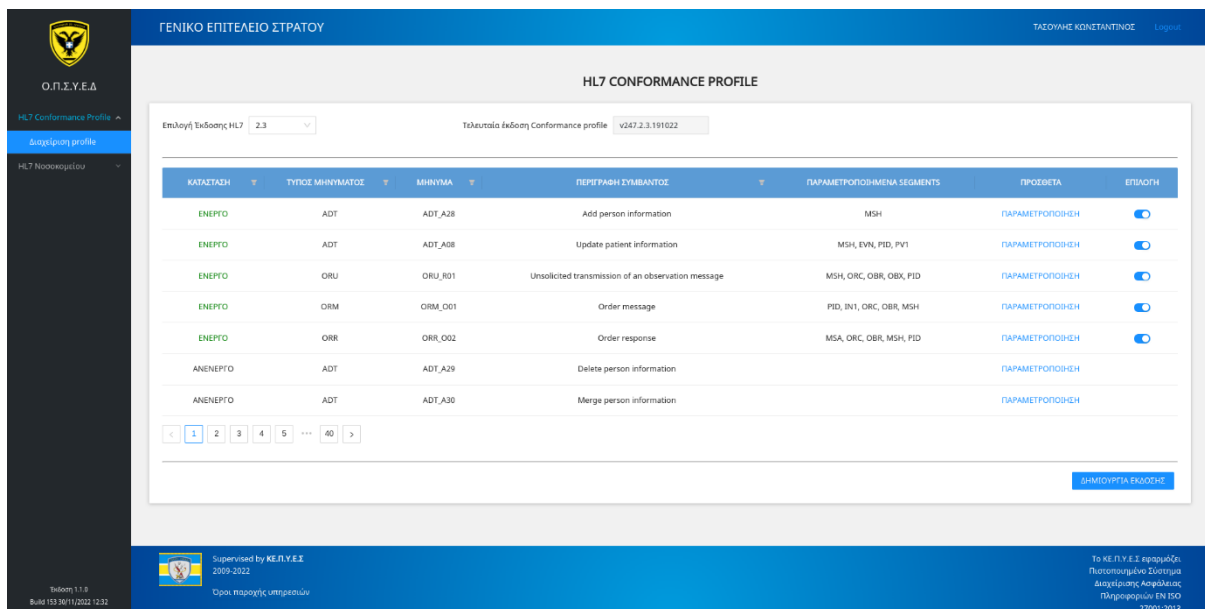 ΓΕΝΙΚΟ ΕΠΙΤΕΛΕΙΟ ΣΤΡΑΤΟΥ
ΤΑΣΟΥΛΗΣ ΚΩΝΣΤΑΝΤΙΝΟΣ Logout
Ο.Π.Σ.Υ.Ε.Δ
HL7 Conformance Profile
Διαχείριση profile
HL7 Νοσοκομείου
HL7 CONFORMANCE PROFILE
Επιλογή Έκδοσης HL7 2.3 Τελευταία έκδοση Conformance profile v247.2.3.191022
ΚΑΤΑΣΤΑΣΗ ΤΥΠΟΣ ΜΗΝΥΜΑΤΟΣ ΜΗΝΥΜΑ ΠΕΡΙΓΡΑΦΗ ΣΥΜΒΑΝΤΟΣ ΠΑΡΑΜΕΤΡΟΠΟΙΗΜΕΝΑ SEGMENTS ΠΡΟΣΘΕΤΑ ΕΠΙΛΟΓΗ
ΕΝΕΡΓΟ ADT ADT_A28 Add person information MSH ΠΑΡΑΜΕΤΡΟΠΟΙΗΣΗ
ΕΝΕΡΓΟ ADT ADT_A08 Update patient information MSH, EVN, PID, PV1 ΠΑΡΑΜΕΤΡΟΠΟΙΗΣΗ
ΕΝΕΡΓΟ ORU ORU_R01 Unsolicited transmission of an observation message MSH, ORC, OBR, OBX, PID ΠΑΡΑΜΕΤΡΟΠΟΙΗΣΗ
ΕΝΕΡΓΟ ORM ORM_O01 Order message PID, IN1, ORC, OBR, MSH ΠΑΡΑΜΕΤΡΟΠΟΙΗΣΗ
ΕΝΕΡΓΟ ORR ORR_O02 Order response MSA, ORC, OBR, MSH, PID ΠΑΡΑΜΕΤΡΟΠΟΙΗΣΗ
ΑΝΕΝΕΡΓΟ ADT ADT_A29 Delete person information ΠΑΡΑΜΕΤΡΟΠΟΙΗΣΗ
ΑΝΕΝΕΡΓΟ ADT ADT_A30 Merge person information ΠΑΡΑΜΕΤΡΟΠΟΙΗΣΗ
< 1 2 3 4 5 ··· 40 >
ΔΗΜΙΟΥΡΓΙΑ ΕΚΔΟΣΗΣ
Supervised by ΚΕ.Π.Υ.Ε.Σ
2009-2022
Όροι παροχής υπηρεσιών
Το ΚΕ.Π.Υ.Ε.Σ εφαρμόζει
Πιστοποιημένο Σύστημα
Διαχείρισης Ασφάλειας
Πληροφοριών EN ISO
27001:2013
Έκδοση 1.1.0
Build 153 30/11/2022 12:32